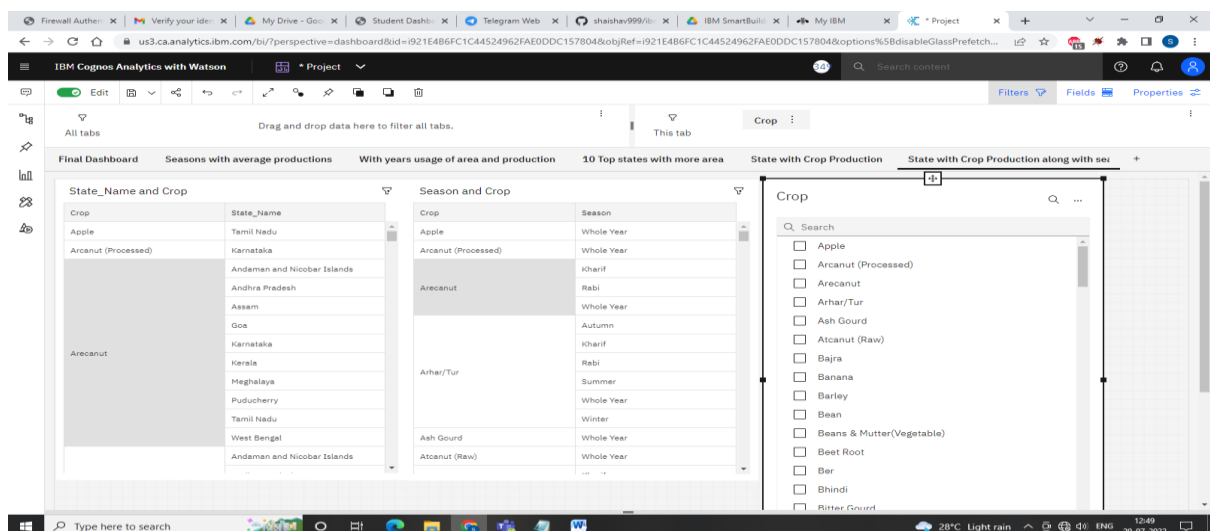 Firewall Authen
Verify your iden
My Drive - Goo
Student Dashb
Telegram Web
shaishav999/ib
IBM SmartBuild
My IBM
* Project
us3.ca.analytics.ibm.com/bi/?perspective=dashboard&id=i921E4B6FC1C44524962FAE0DDC157804&objRef=i921E4B6FC1C44524962FAE0DDC157804&options%5BdisableGlassPrefetch...
15
S
IBM Cognos Analytics with Watson
* Project
Search content
Edit
Filters
Fields
Properties
All tabs
Drag and drop data here to filter all tabs.
This tab
Crop
Final Dashboard
Seasons with average productions
With years usage of area and production
10 Top states with more area
State with Crop Production
State with Crop Production along with sea
State_Name and Crop
Crop State_Name
Apple Tamil Nadu
Arcanut (Processed) Karnataka
Andaman and Nicobar Islands
Andhra Pradesh
Assam
Goa
Karnataka
Arecanut
Kerala
Meghalaya
Puducherry
Tamil Nadu
West Bengal
Andaman and Nicobar Islands
Season and Crop
Crop Season
Apple Whole Year
Arcanut (Processed) Whole Year
Kharif
Arecanut Rabi
Whole Year
Autumn
Kharif
Rabi
Arhar/Tur
Summer
Whole Year
Winter
Ash Gourd Whole Year
Atcanut (Raw) Whole Year
Crop
Search
Apple
Arcanut (Processed)
Arecanut
Arhar/Tur
Ash Gourd
Atcanut (Raw)
Bajra
Banana
Barley
Bean
Beans & Mutter(Vegetable)
Beet Root
Ber
Bhindi
Bitter Gourd
Type here to search
28°C Light rain
ENG
12:49